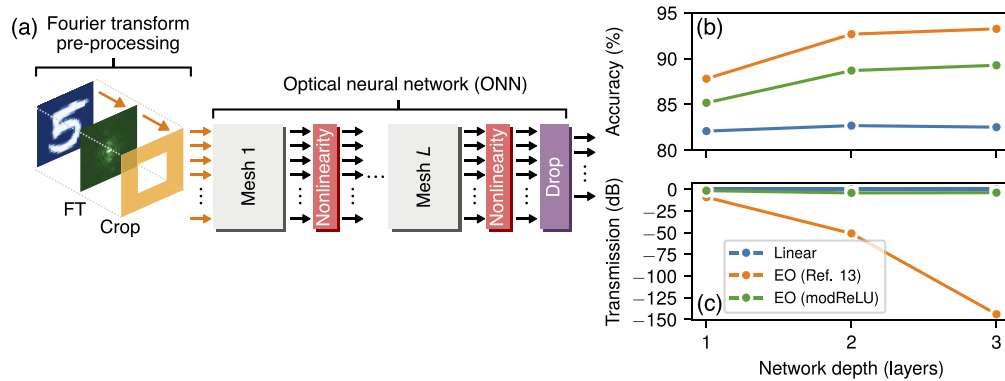 (a)
Fourier transform
pre-processing
Optical neural network (ONN)
5
FT
Crop
Mesh 1
Nonlinearity
...
Mesh L
Nonlinearity
Drop
(b)
Accuracy (%)
95
90
85
80
Transmission (dB)
0
−25
−50
−75
−100
−125
−150
Linear
EO (Ref. 13)
EO (modReLU)
(c)
1 2 3
Network depth (layers)